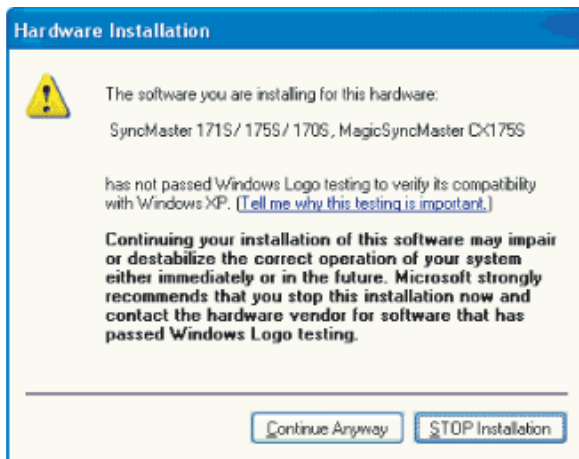 Hardware Installation
The software you are installing for this hardware:
SyncMaster 171S/ 175S/ 170S, MagicSyncMaster CX175S
has not passed Windows Logo testing to verify its compatibility
with Windows XP. (Tell me why this testing is important.)
Continuing your installation of this software may impair
or destabilize the correct operation of your system
either immediately or in the future. Microsoft strongly
recommends that you stop this installation now and
contact the hardware vendor for software that has
passed Windows Logo testing.
Continue Anyway STOP Installation